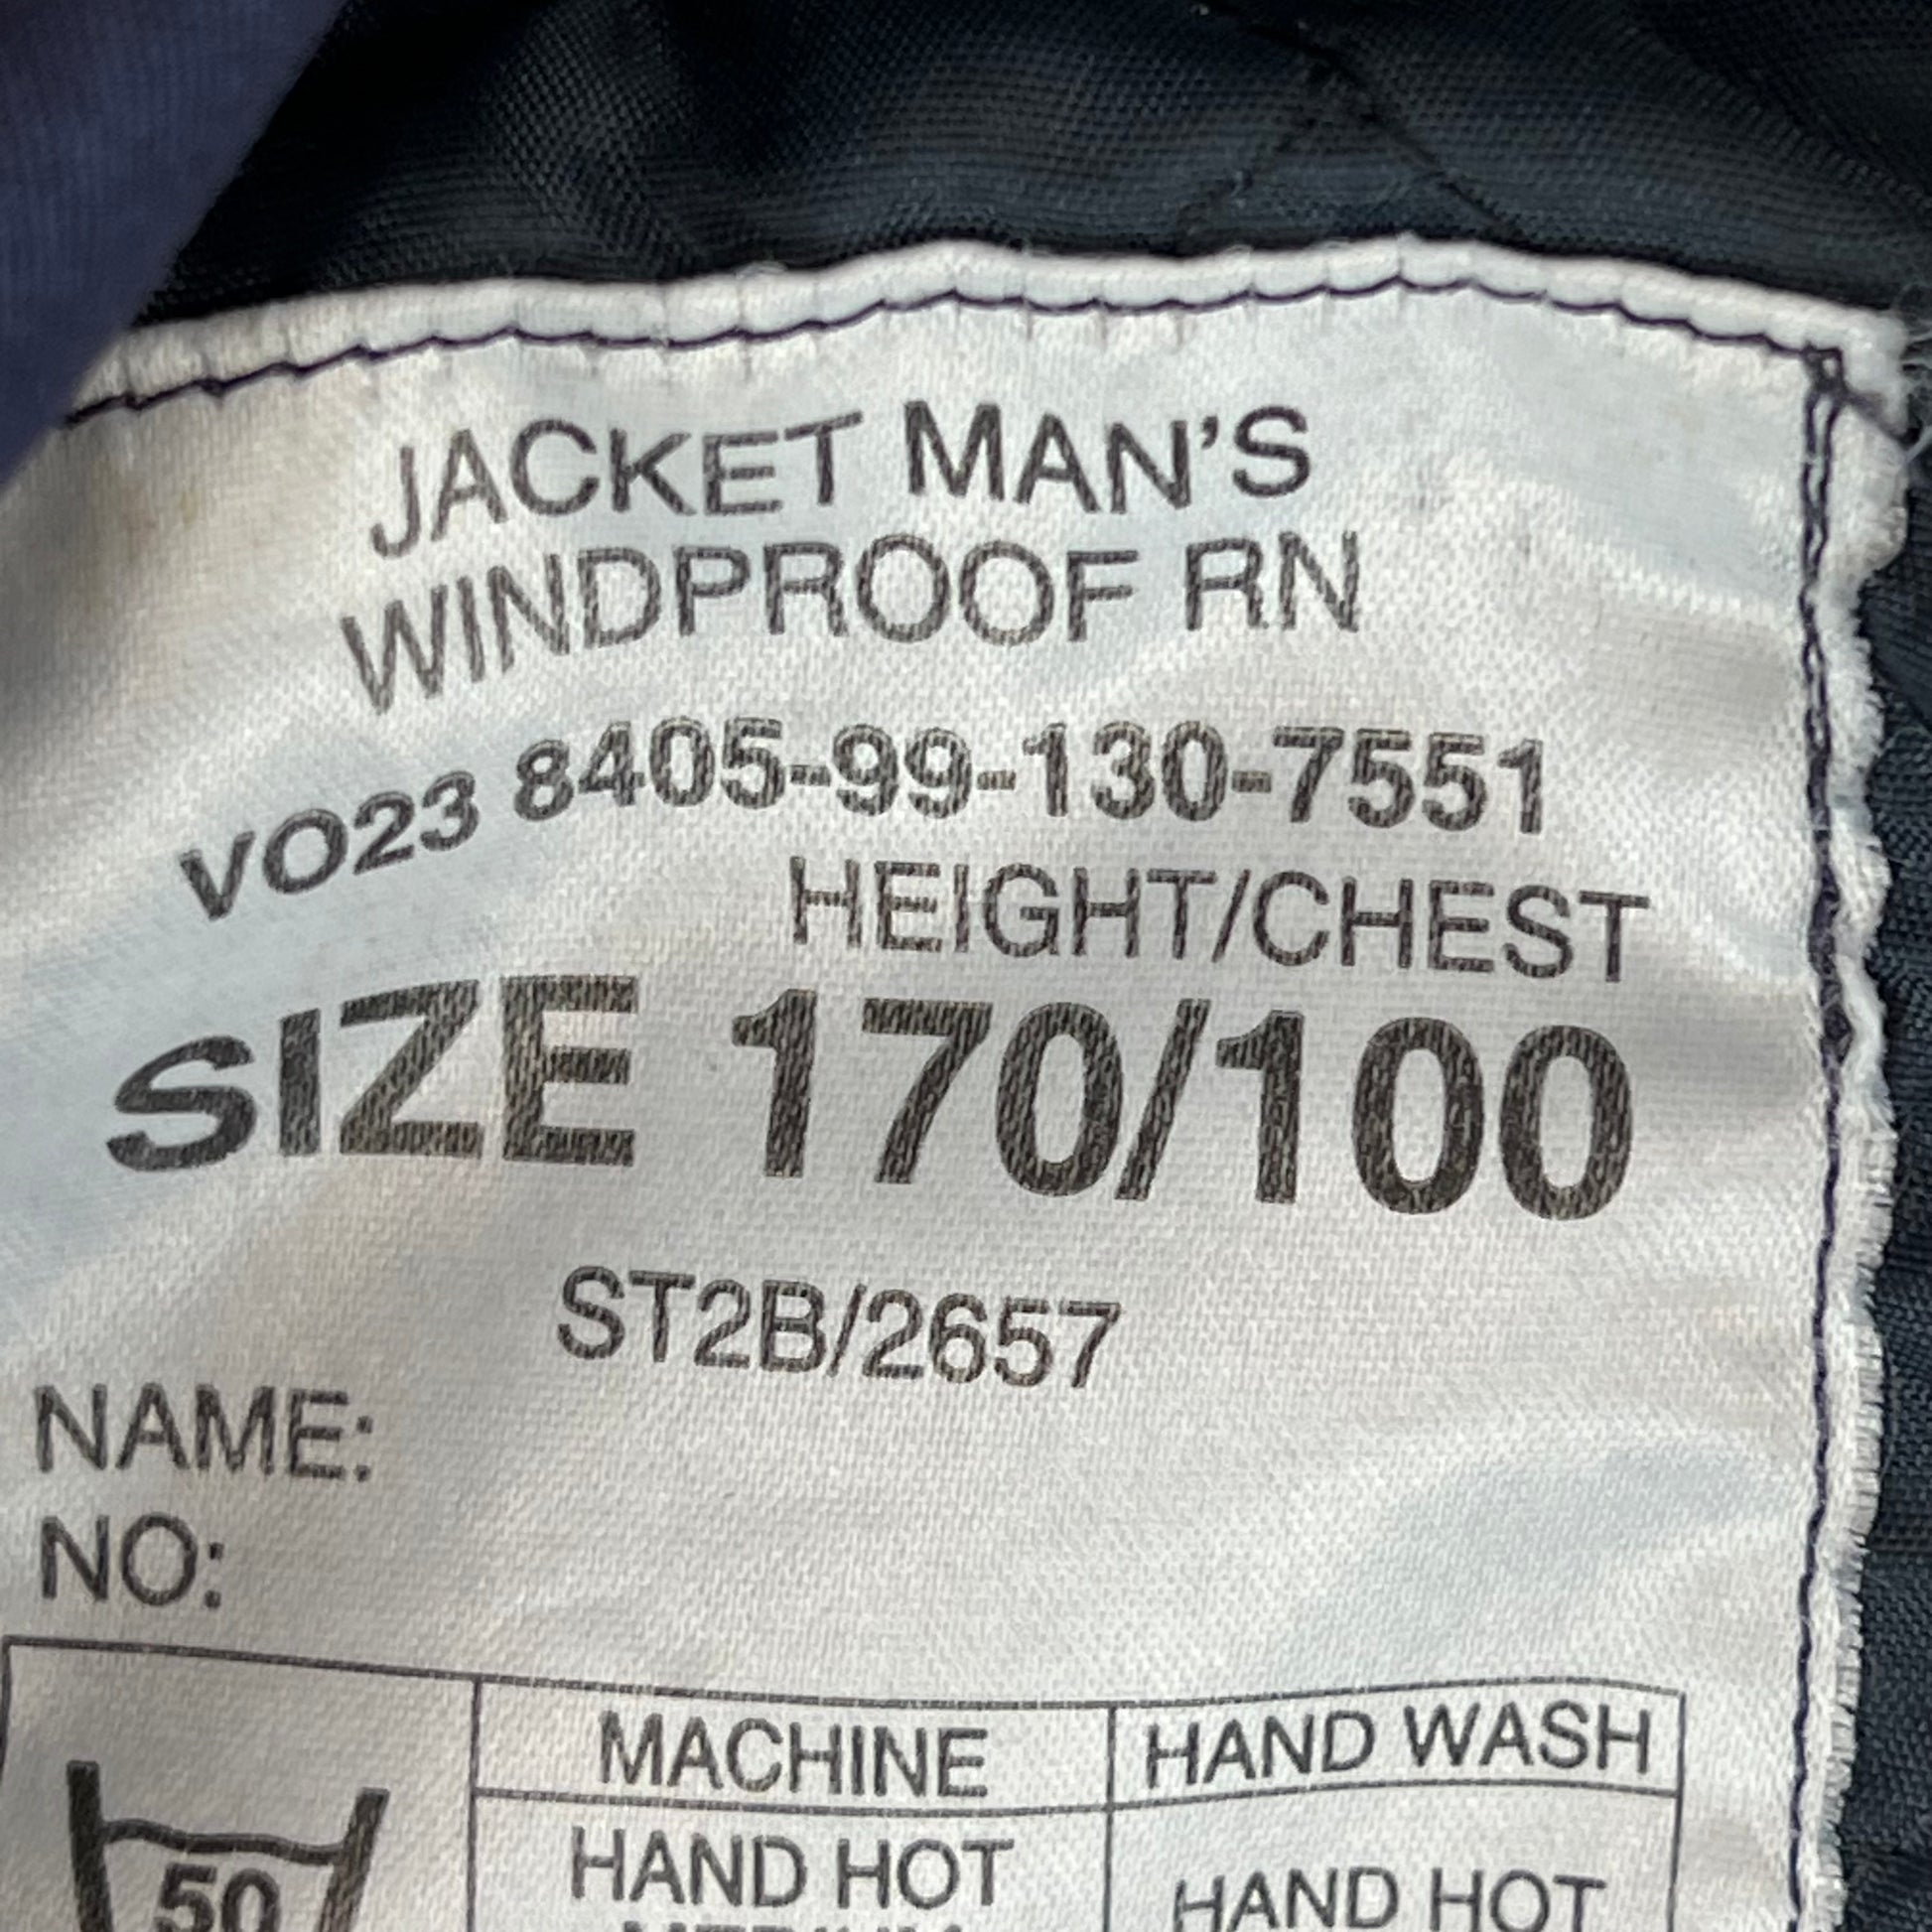 JACKET MAN'S
WINDPROOF RN
VO23 8405-99-130-7551
HEIGHT/CHEST
SIZE 170/100
ST2B/2657
NAME:
NO:
MACHINE
HAND WASH
50
HAND HOT
HAND HOT